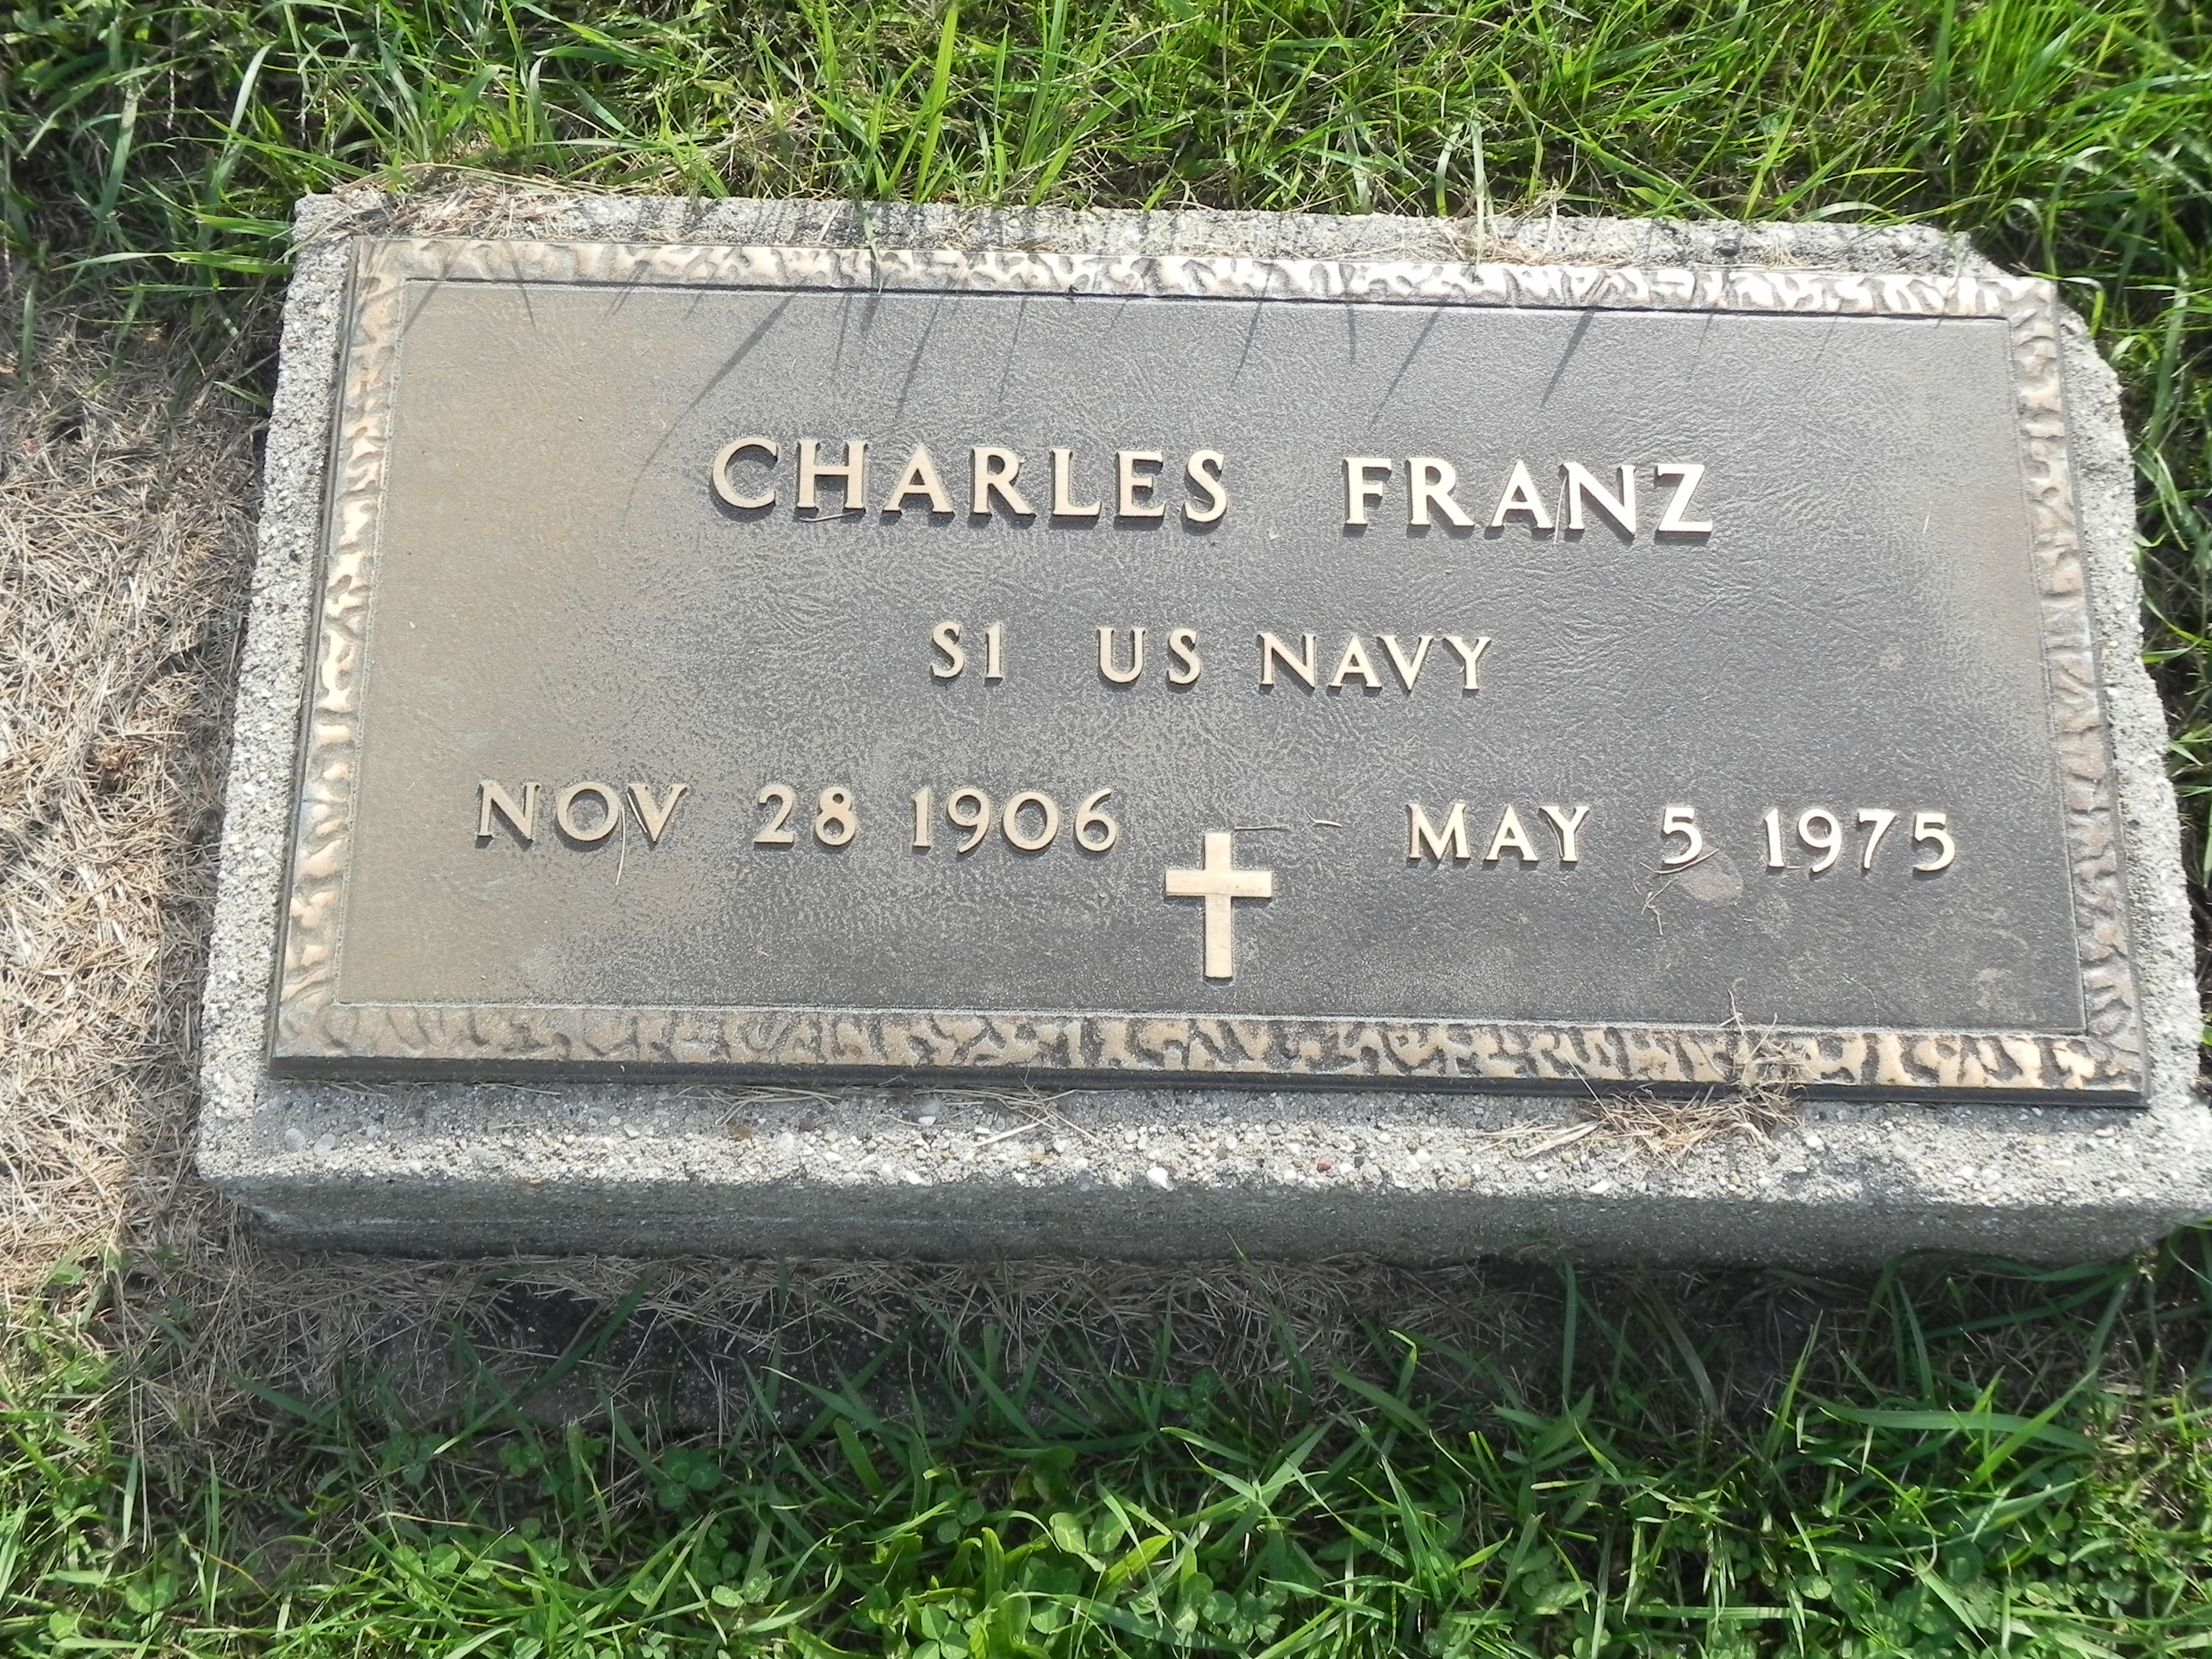 CHARLES FRANZ
S1 US NAVY
NOV 28 1906 MAY 5 1975